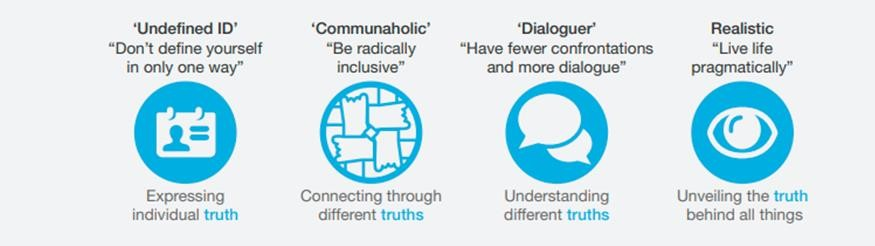 ‘Undefined ID’
“Don’t define yourself
in only one way”
Expressing
individual truth
‘Communaholic’
“Be radically
inclusive”
Connecting through
different truths
‘Dialoguer’
“Have fewer confrontations
and more dialogue”
Understanding
different truths
Realistic
“Live life
pragmatically”
Unveiling the truth
behind all things